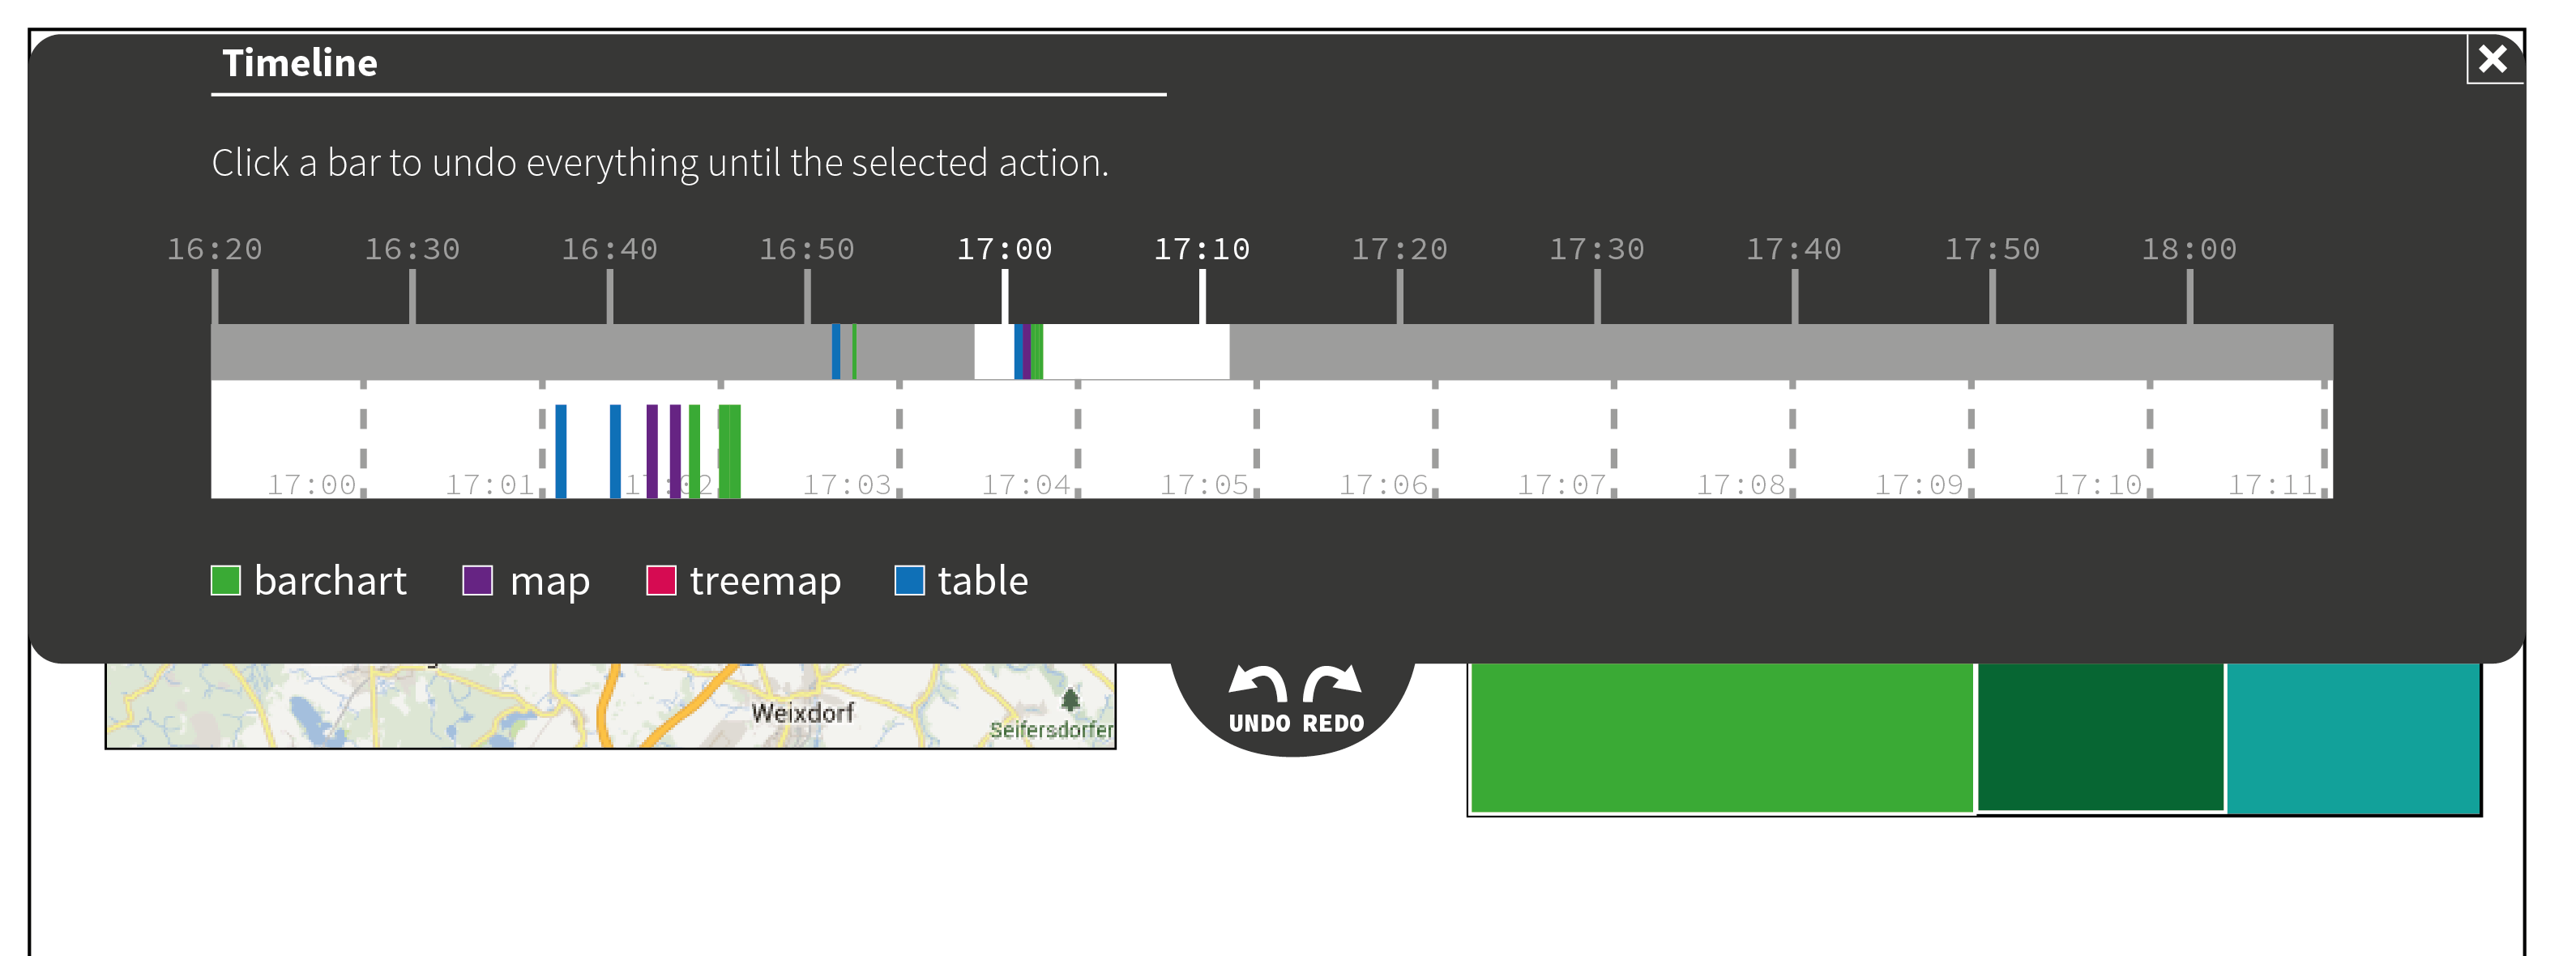 Timeline
Click a bar to undo everything until the selected action.
16:20 16:30 16:40 16:50 17:00 17:10 17:20 17:30 17:40 17:50 18:00
17:00 17:01 17:02 17:03 17:04 17:05 17:06 17:07 17:08 17:09 17:10 17:11
barchart map treemap table
Weixdorf
Seifersdorfer
UNDO REDO